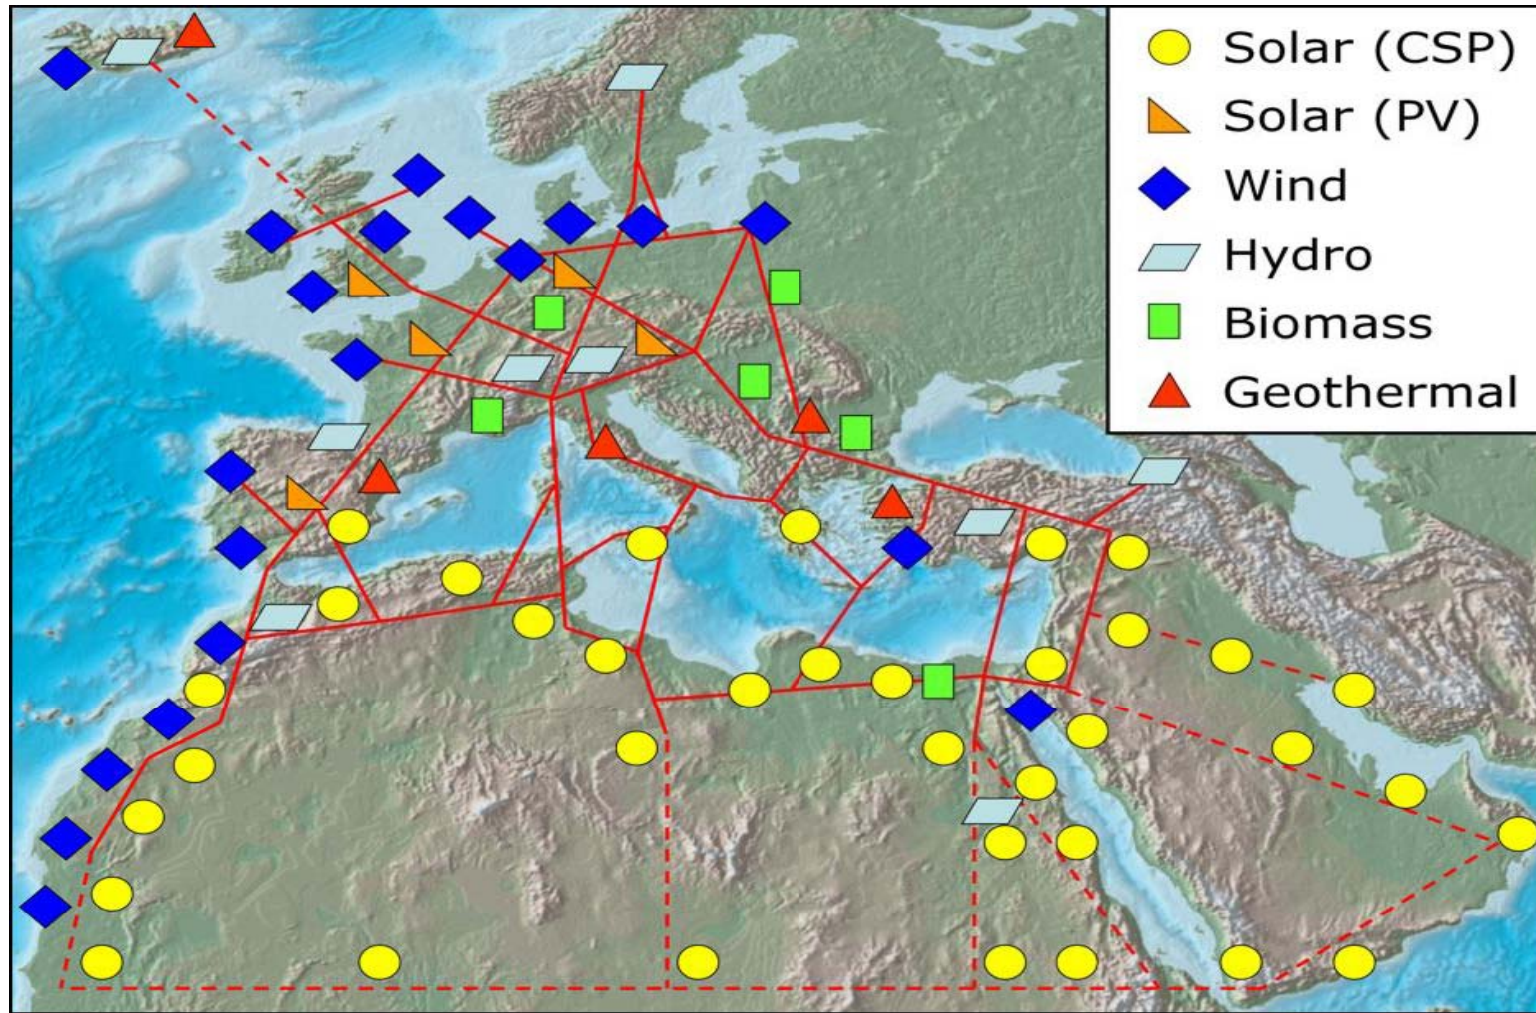 Solar (CSP)
Solar (PV)
Wind
Hydro
Biomass
Geothermal